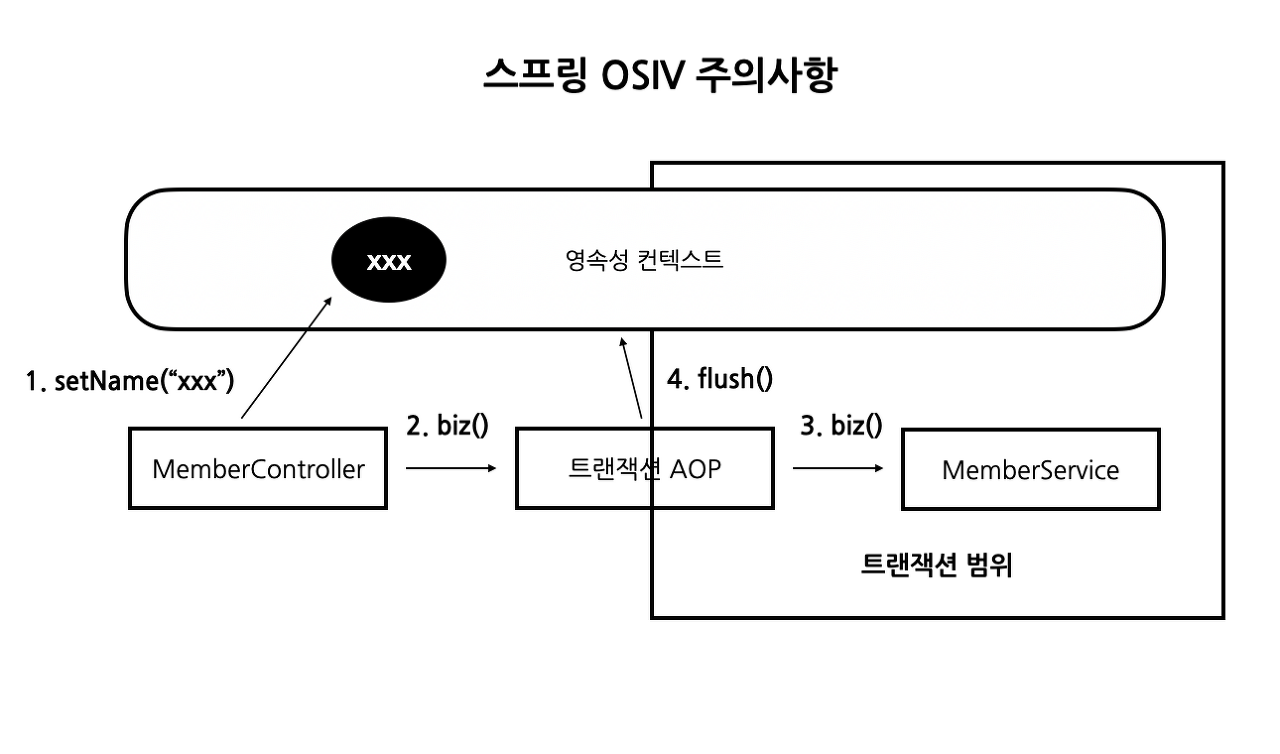 스프링 OSIV 주의사항
xxx
영속성 컨텍스트
1. setName(“xxx”)
4. flush()
2. biz()
3. biz()
MemberController
트랜잭션 AOP
MemberService
트랜잭션 범위